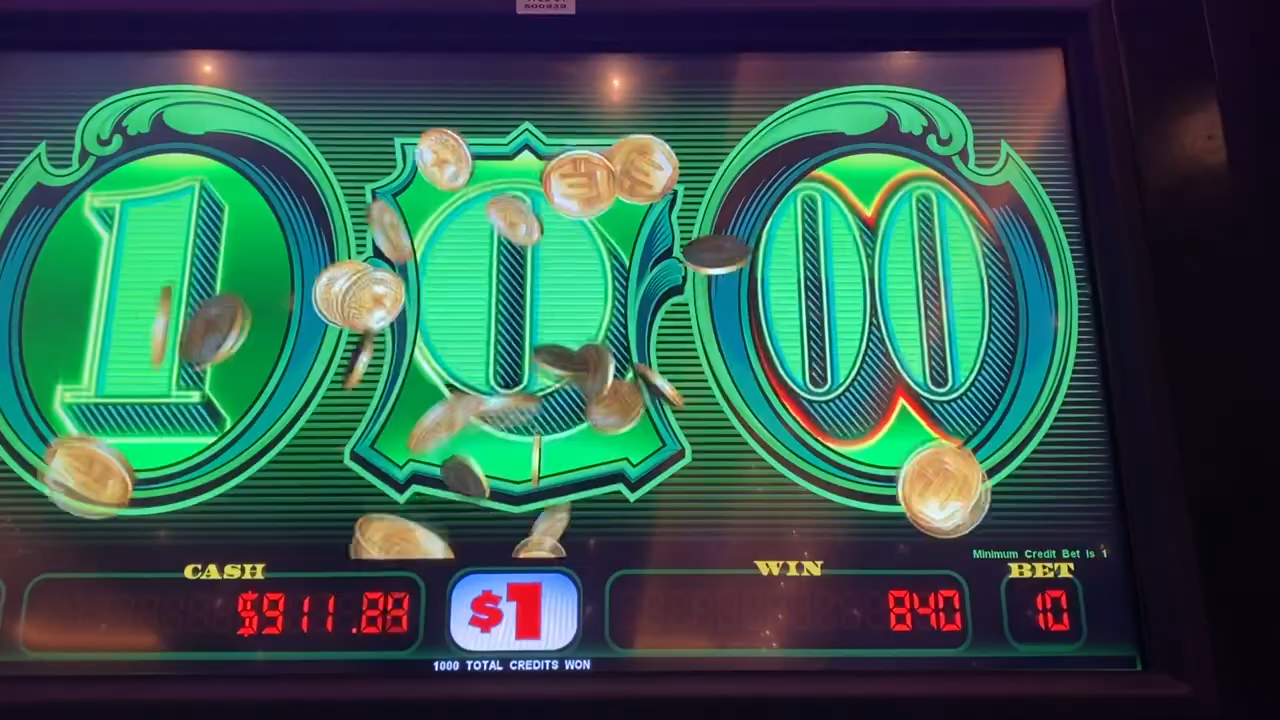 1 0 00
Minimum Credit Bet Is 1
CASH WIN BET
$911.88 $1 840 10
1000 TOTAL CREDITS WON